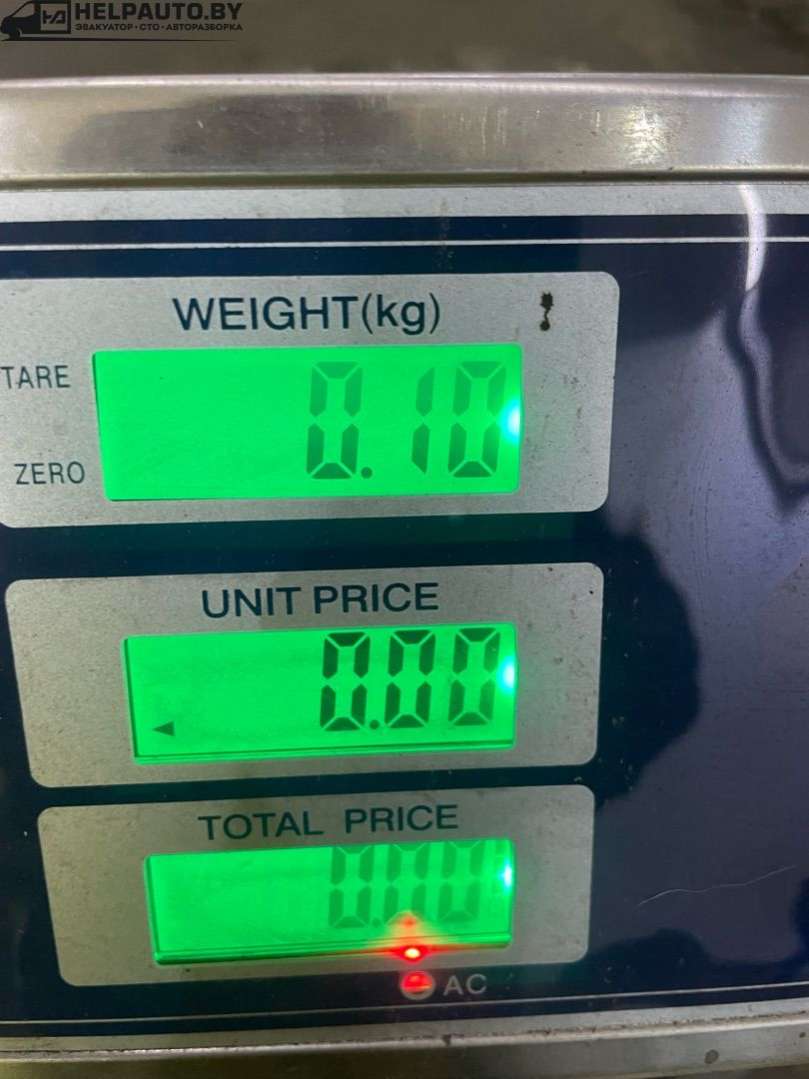 HELPAUTO.BY
ЭВАКУАТОР • СТО • АВТОРАЗБОРКА
WEIGHT(kg)
TARE
0.10
ZERO
UNIT PRICE
0.00
TOTAL PRICE
0.00
AC